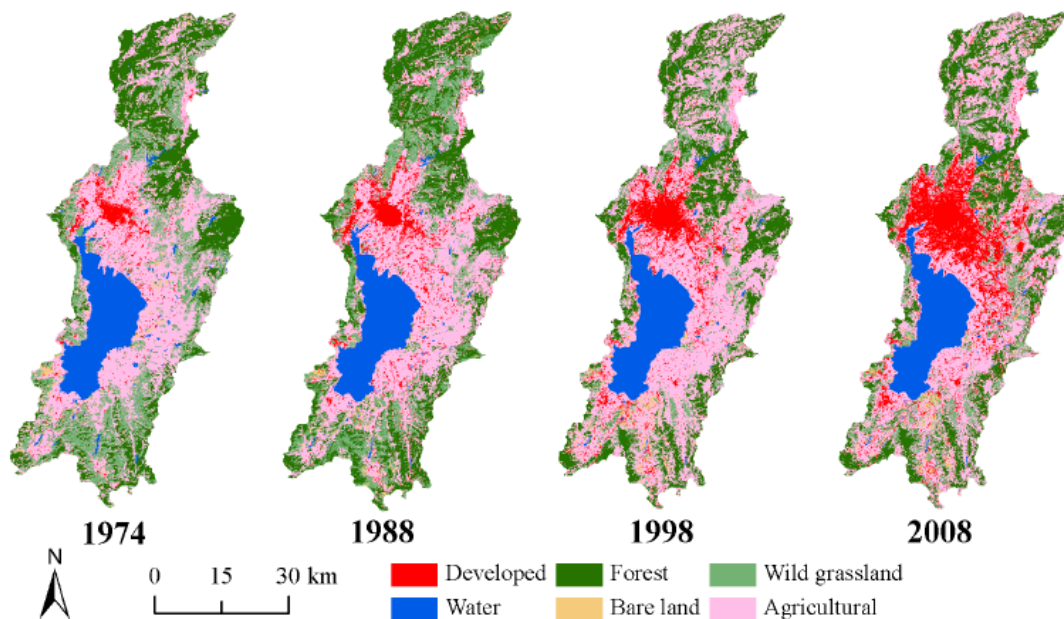 1974 1988 1998 2008
N
0 15 30 km
Developed Forest Wild grassland
Water Bare land Agricultural